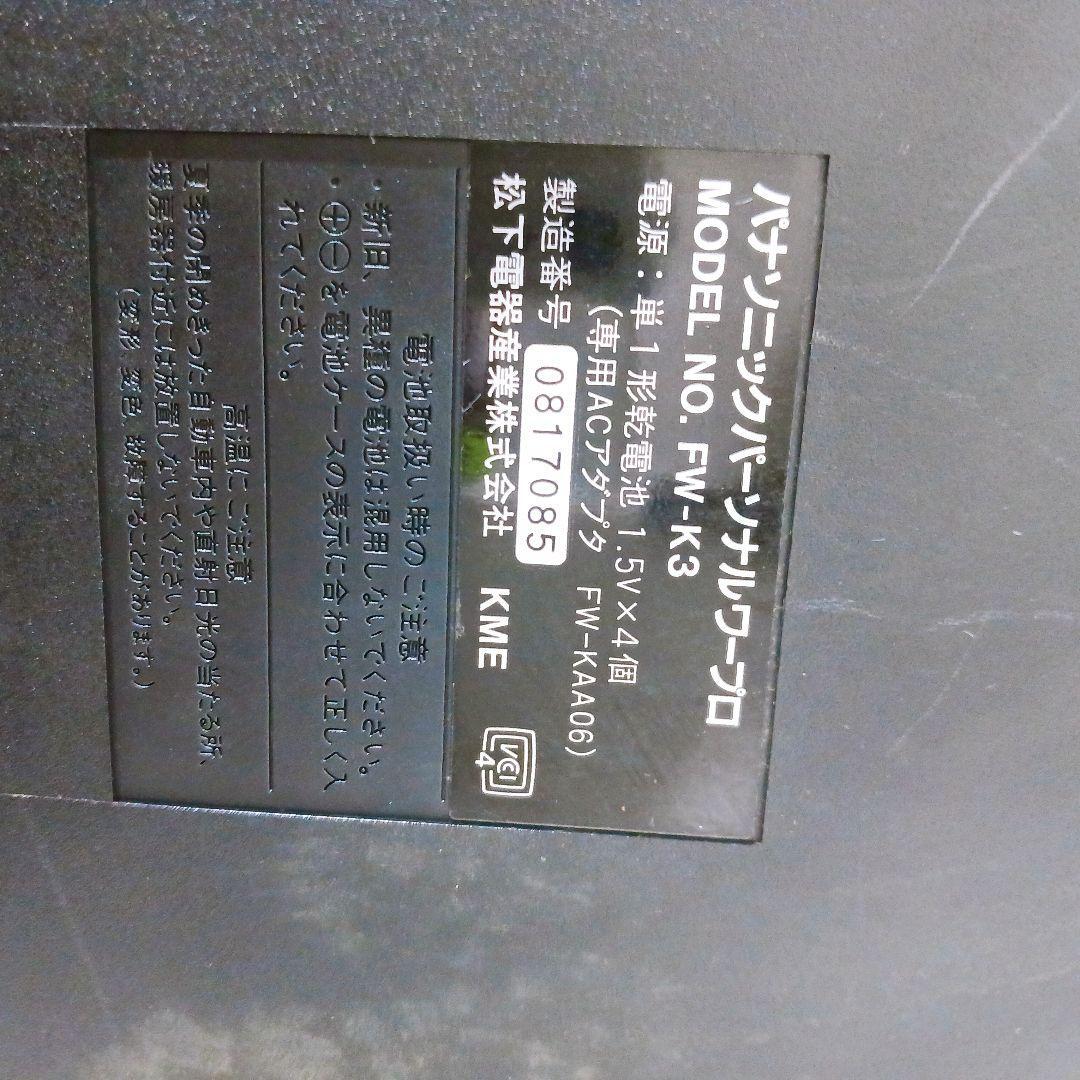 パナソニックパーソナルワープロ
MODEL NO. FW-K3
電源：単1形乾電池 1.5V×4個
(専用ACアダプタ FW-KAA06)
製造番号 0817085
松下電器産業株式会社 KME
VCI
4
電池取扱い時のご注意
・新旧、異種の電池は混用しないでください。
・⊕⊖を電池ケースの表示に合わせて正しく入
れてください。
高温にご注意
夏季の閉めきった自動車内や直射日光の当たる所、
暖房器付近には放置しないでください。
(変形、変色、故障することがあります。)